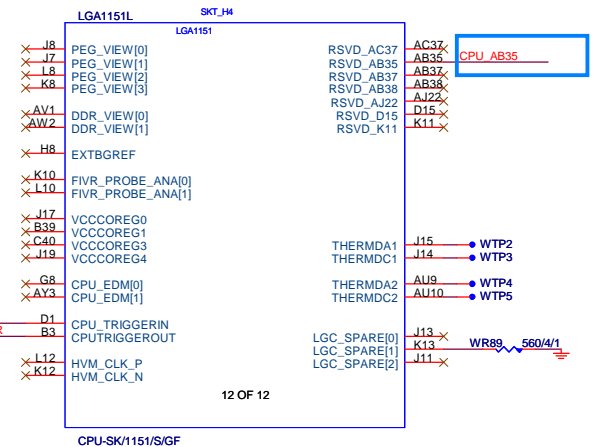 LGA1151L
SKT_H4
LGA1151
J8 PEG_VIEW[0] RSVD_AC37 AC37
J7 PEG_VIEW[1] RSVD_AB35 AB35 CPU_AB35
L8 PEG_VIEW[2] RSVD_AB37 AB37
K8 PEG_VIEW[3] RSVD_AB38 AB38
RSVD_AJ22 AJ22
AV1 DDR_VIEW[0] RSVD_D15 D15
AW2 DDR_VIEW[1] RSVD_K11 K11
H8 EXTBGREF
K10 FIVR_PROBE_ANA[0]
L10 FIVR_PROBE_ANA[1]
J17 VCCCOREG0
B39 VCCCOREG1
C40 VCCCOREG3 THERMDA1 J15 WTP2
J19 VCCCOREG4 THERMDC1 J14 WTP3
G8 CPU_EDM[0] THERMDA2 AU9 WTP4
AY3 CPU_EDM[1] THERMDC2 AU10 WTP5
D1 CPU_TRIGGERIN
B3 CPUTRIGGEROUT LGC_SPARE[0] J13
LGC_SPARE[1] K13 WR89 560/4/1
L12 HVM_CLK_P LGC_SPARE[2] J11
K12 HVM_CLK_N
12 OF 12
CPU-SK/1151/S/GF